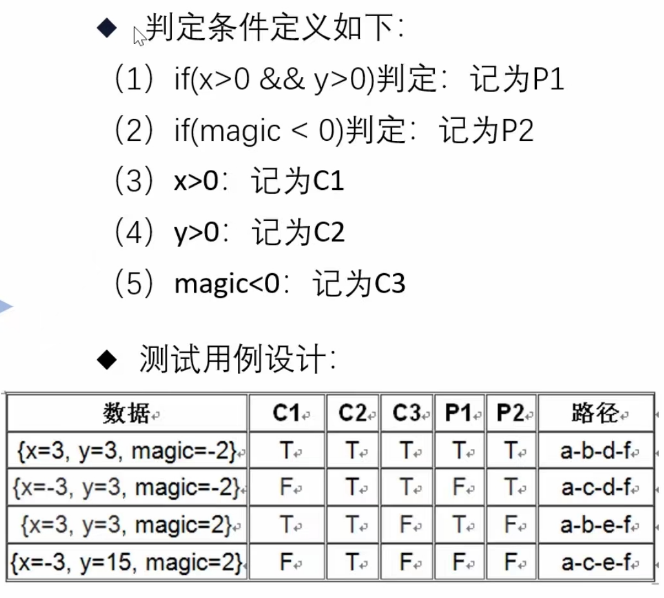 判定条件定义如下：
（1）if(x>0 && y>0)判定：记为P1
（2）if(magic < 0)判定：记为P2
（3）x>0：记为C1
（4）y>0：记为C2
（5）magic<0：记为C3
测试用例设计：
数据 C1 C2 C3 P1 P2 路径
{x=3, y=3, magic=-2} T T T T T a-b-d-f
{x=-3, y=3, magic=-2} F T T F T a-c-d-f
{x=3, y=3, magic=2} T T F T F a-b-e-f
{x=-3, y=15, magic=2} F T F F F a-c-e-f